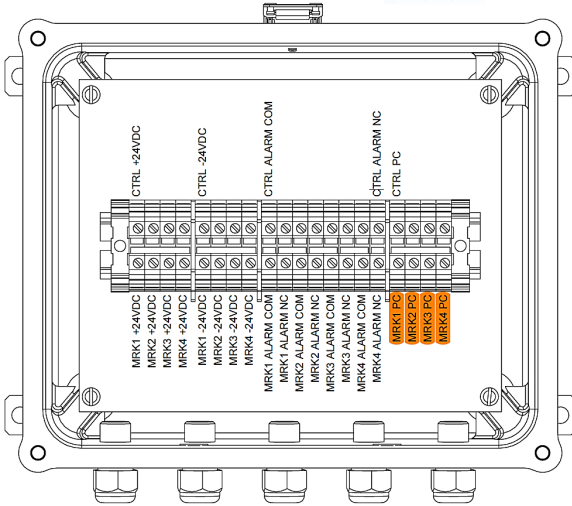 CTRL +24VDC
CTRL -24VDC
CTRL ALARM COM
CTRL ALARM NC
CTRL PC
MRK1 +24VDC
MRK2 +24VDC
MRK3 +24VDC
MRK4 +24VDC
MRK1 -24VDC
MRK2 -24VDC
MRK3 -24VDC
MRK4 -24VDC
MRK1 ALARM COM
MRK1 ALARM NC
MRK2 ALARM COM
MRK2 ALARM NC
MRK3 ALARM COM
MRK3 ALARM NC
MRK4 ALARM COM
MRK4 ALARM NC
MRK1 PC
MRK2 PC
MRK3 PC
MRK4 PC